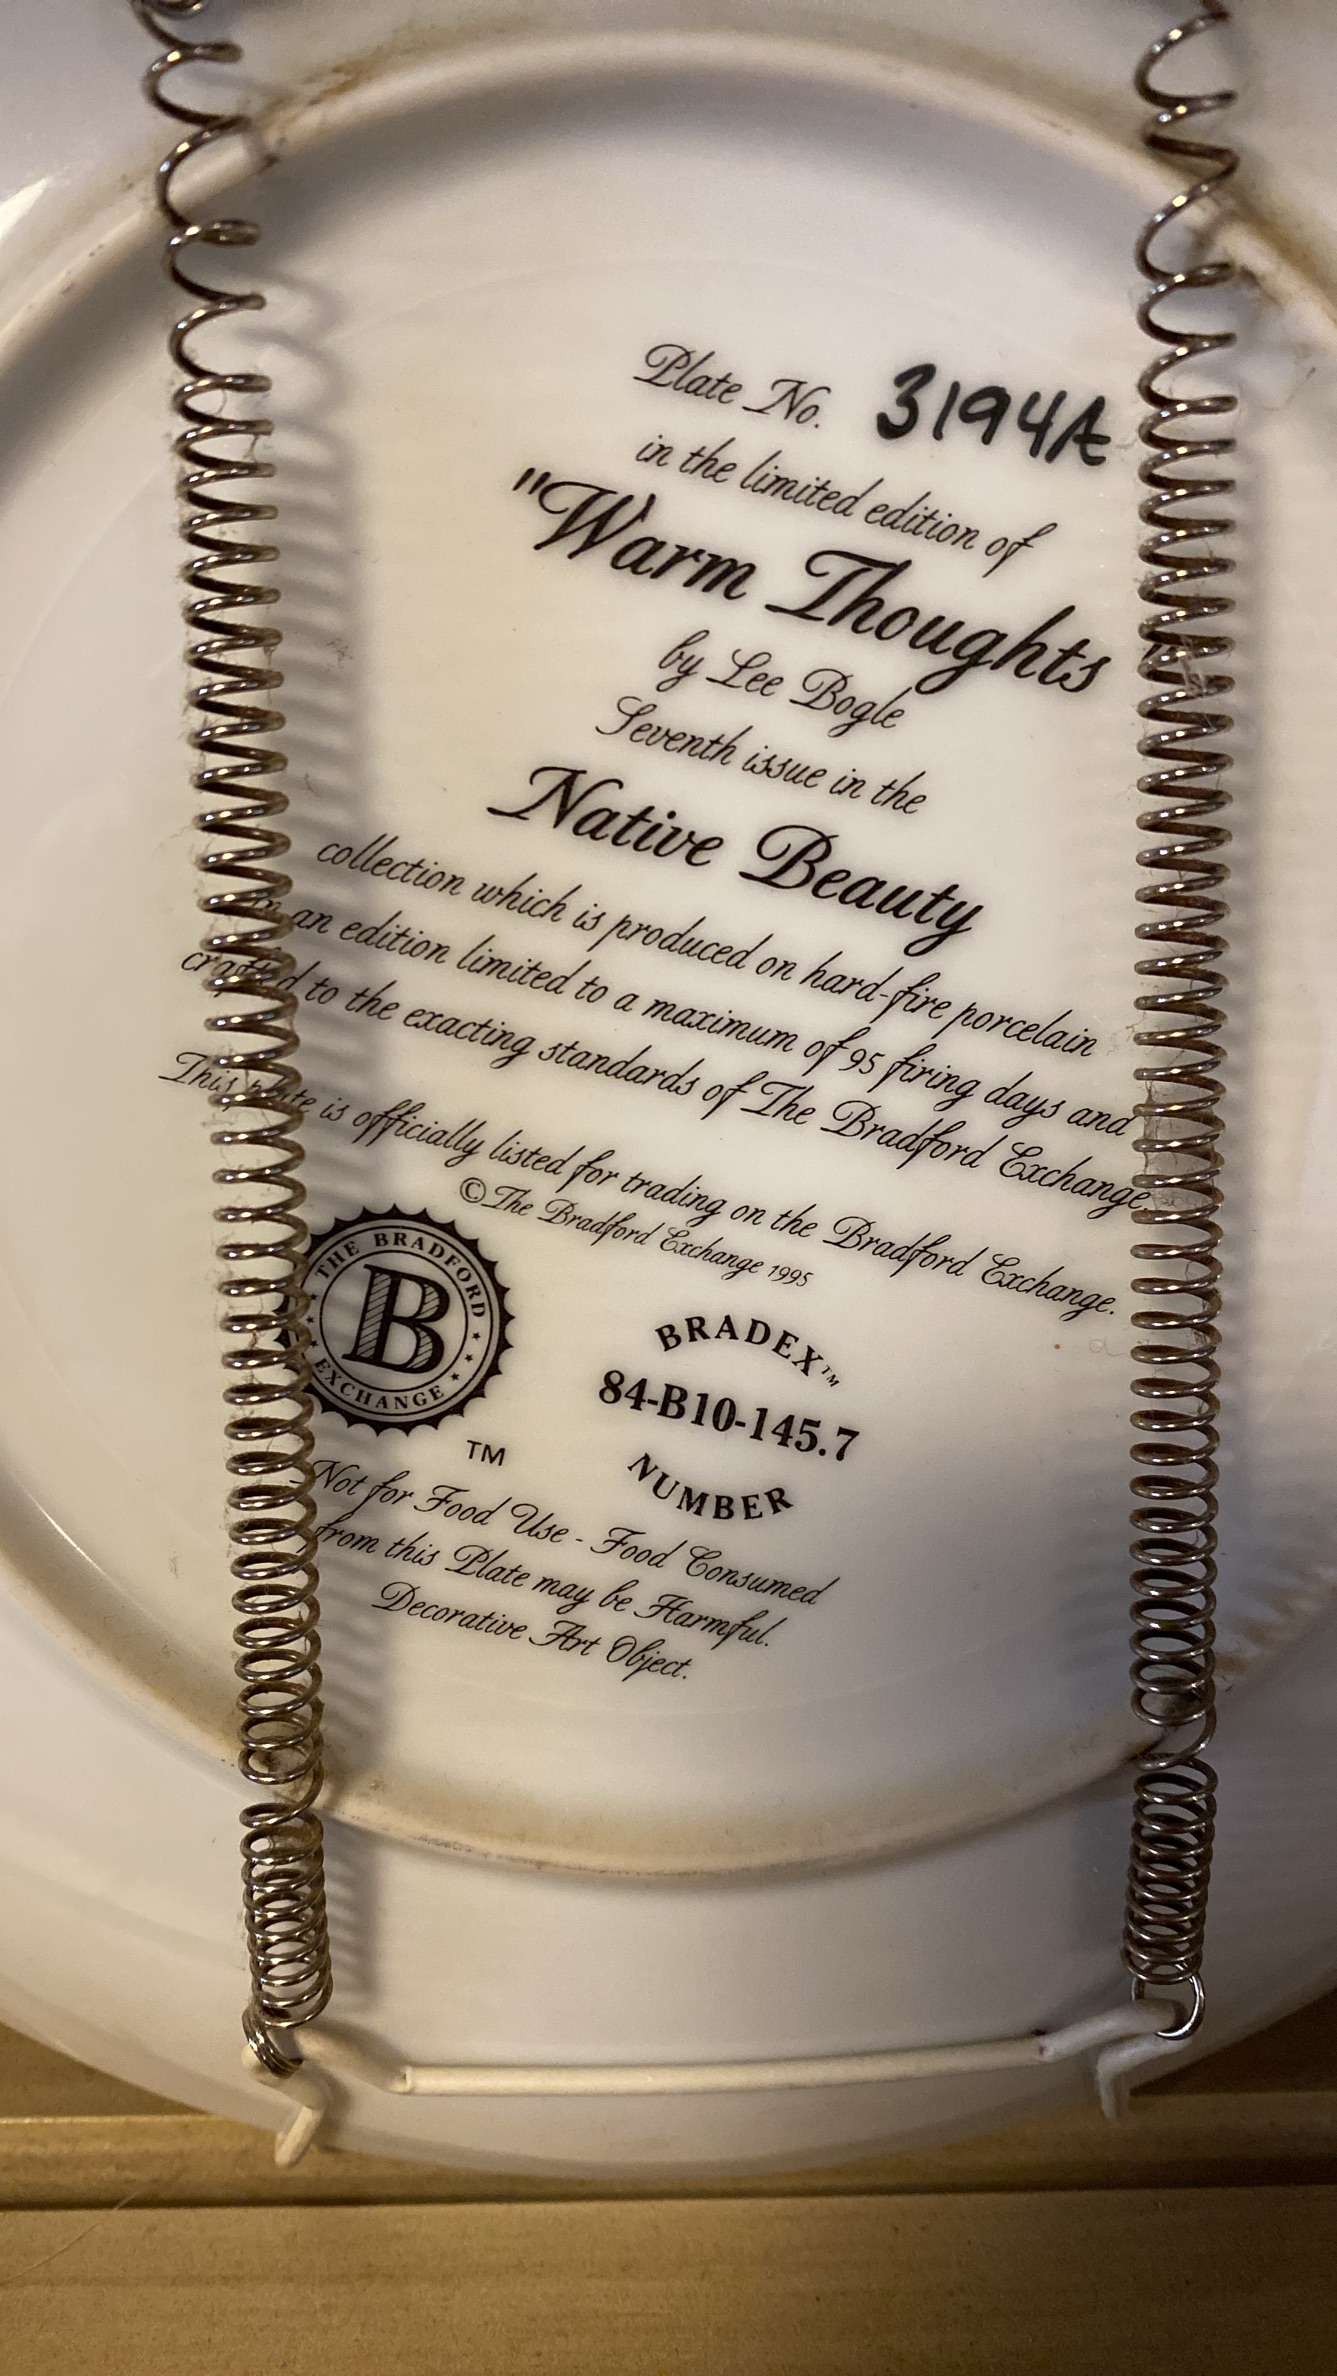 Plate No. 3194A
in the limited edition of
"Warm Thoughts"
by Lee Bogle
Seventh issue in the
Native Beauty
collection which is produced on hard-fire porcelain
in an edition limited to a maximum of 95 firing days and
crafted to the exacting standards of The Bradford Exchange.
This plate is officially listed for trading on the Bradford Exchange.
© The Bradford Exchange 1995
THE BRADFORD
B
EXCHANGE
TM
BRADEX™
84-B10-145.7
NUMBER
Not for Food Use - Food Consumed
from this Plate may be Harmful.
Decorative Art Object.